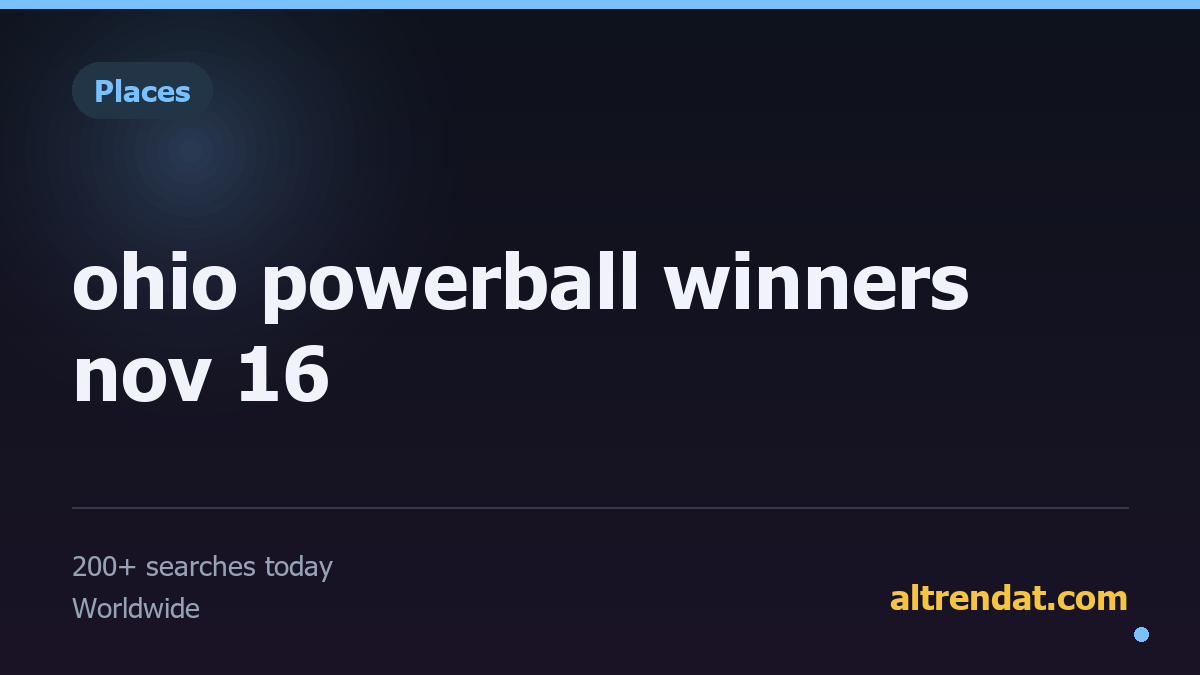 Places
ohio powerball winners
nov 16
200+ searches today
Worldwide
altrendat.com